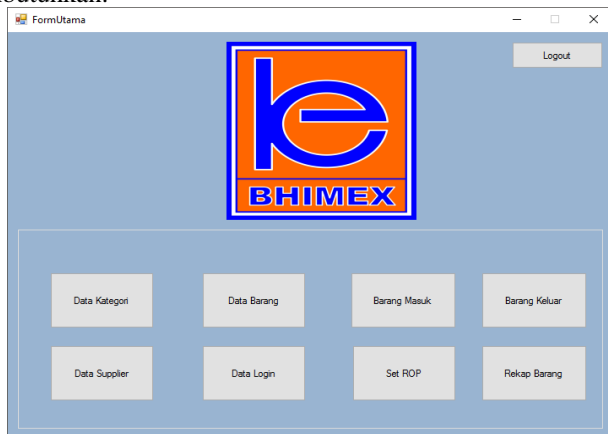 FormUtama
Logout
BHIMEX
Data Kategori Data Barang Barang Masuk Barang Keluar
Data Supplier Data Login Set ROP Rekap Barang